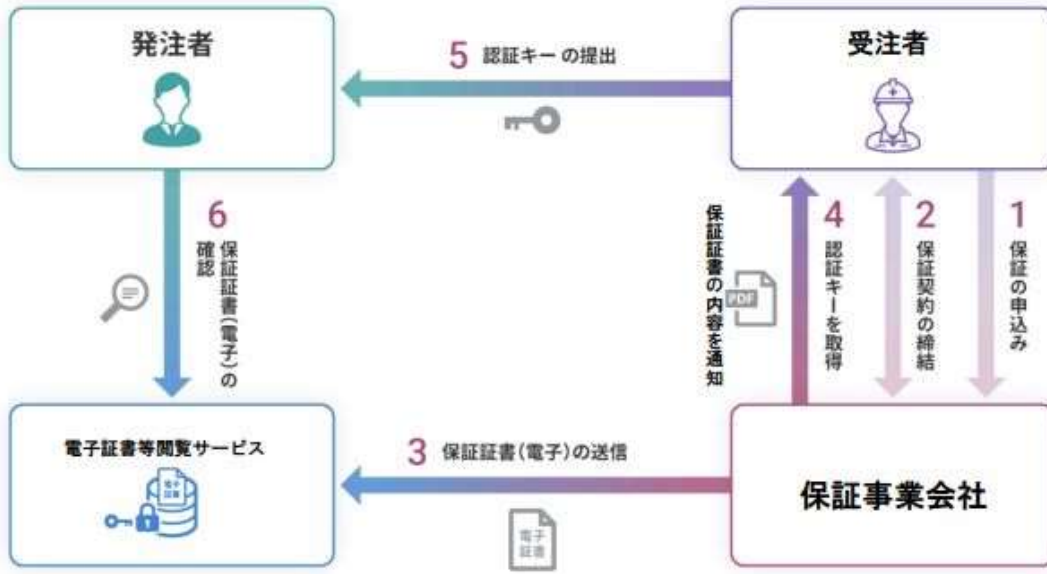 発注者
5 認証キー の提出
受注者
6
保証証書(電子)の
確認
保証証書の内容を通知
PDF
4
認証キーを取得
2
保証契約の締結
1
保証の申込み
電子証書等閲覧サービス
電子
証書
3 保証証書(電子)の送信
電子
証書
保証事業会社